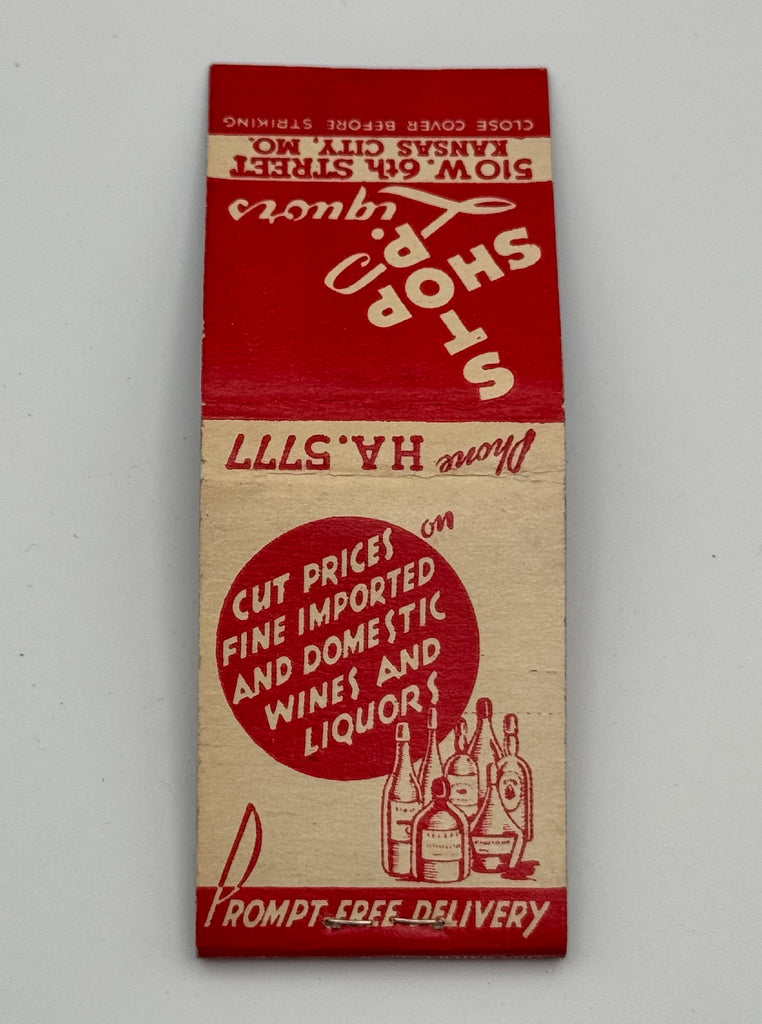 Phone HA.5777
STOP
SHOP
Liquors
510 W. 6th STREET
KANSAS CITY, MO.
CLOSE COVER BEFORE STRIKING
CUT PRICES on
FINE IMPORTED
AND DOMESTIC
WINES AND
LIQUORS
PROMPT FREE DELIVERY